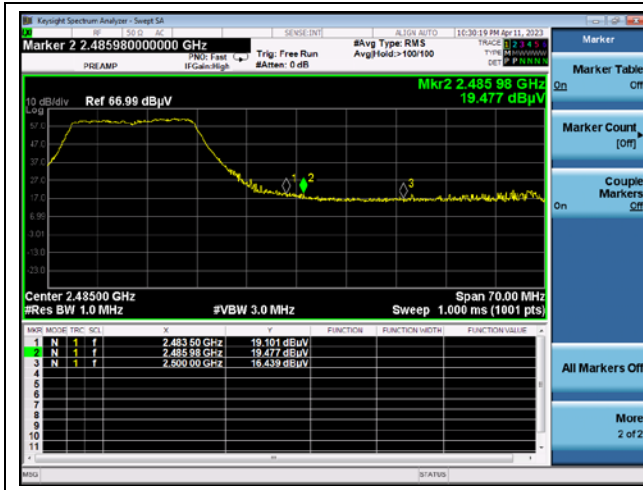 Keysight Spectrum Analyzer - Swept SA
RF 50 Ω AC SENSE:INT ALIGN AUTO 10:30:19 PM Apr 11, 2023
Marker 2 2.485980000000 GHz #Avg Type: RMS TRACE 1 2 3 4 5 6
PNO: Fast Trig: Free Run Avg|Hold:>100/100 TYPE MWWWWW
PREAMP IFGain:High #Atten: 0 dB DET P P N N N N
Mkr2 2.485 98 GHz
10 dB/div Ref 66.99 dBµV 19.477 dBµV
Log
57.0
47.0
37.0
27.0
17.0
6.99
-3.01
-13.0
-23.0
1
2
3
Center 2.48500 GHz Span 70.00 MHz
#Res BW 1.0 MHz #VBW 3.0 MHz Sweep 1.000 ms (1001 pts)
MKR MODE TRC SCL X Y FUNCTION FUNCTION WIDTH FUNCTION VALUE
1 N 1 f 2.483 50 GHz 19.101 dBµV
2 N 1 f 2.485 98 GHz 19.477 dBµV
3 N 1 f 2.500 00 GHz 16.439 dBµV
4
5
6
7
8
9
10
11
MSG STATUS
Marker
Marker Table
On Off
Marker Count
[Off]
Couple
Markers
On Off
All Markers Off
More
2 of 2